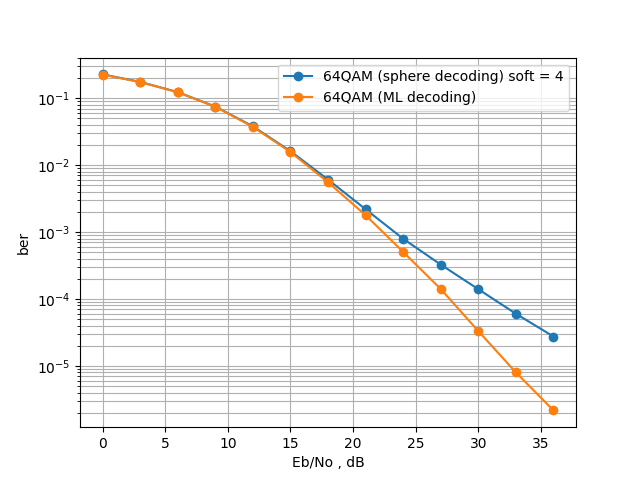 64QAM (sphere decoding) soft = 4
64QAM (ML decoding)
ber
10⁻¹
10⁻²
10⁻³
10⁻⁴
10⁻⁵
0 5 10 15 20 25 30 35
Eb/No , dB